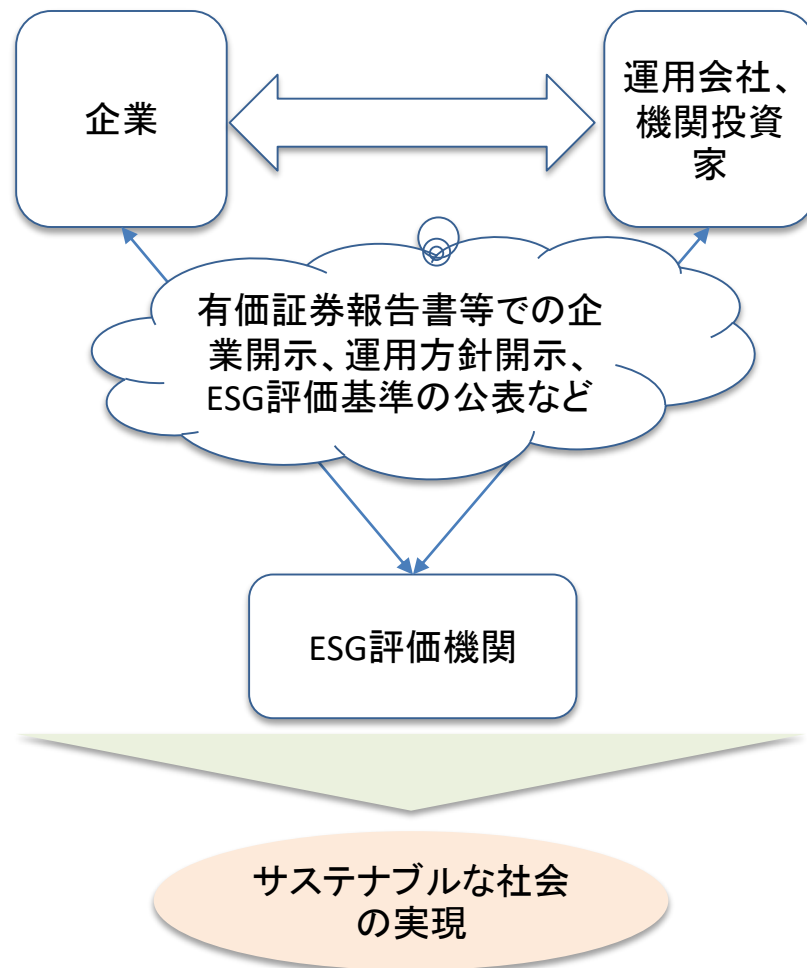 企業
運用会社、
機関投資
家
有価証券報告書等での企
業開示、運用方針開示、
ESG評価基準の公表など
ESG評価機関
サステナブルな社会
の実現